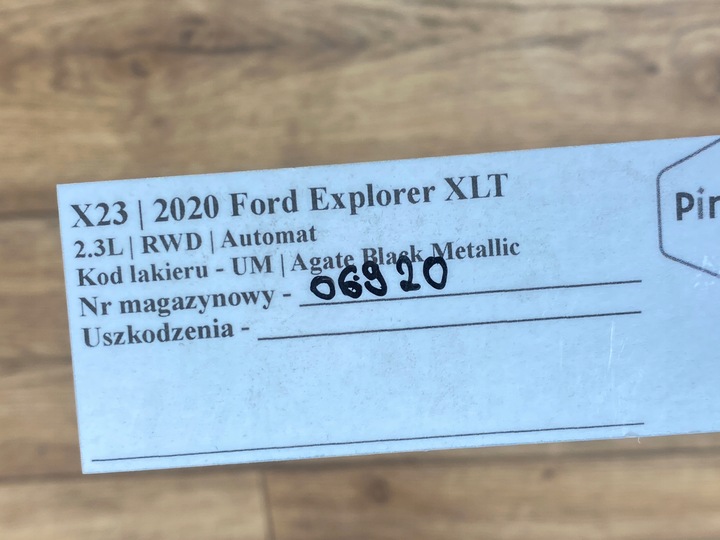 X23 | 2020 Ford Explorer XLT
2.3L | RWD | Automat
Kod lakieru - UM | Agate Black Metallic
Nr magazynowy - 06920
Uszkodzenia -